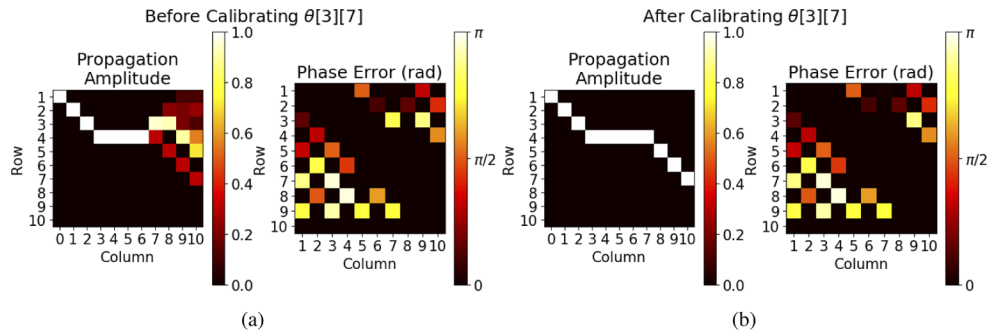 Before Calibrating θ[3][7]
Propagation
Amplitude
Phase Error (rad)
Row
1
2
3
4
5
6
7
8
9
10
0 1 2 3 4 5 6 7 8 9 10
Column
1.0
0.8
0.6
0.4
0.2
0.0
Row
1
2
3
4
5
6
7
8
9
10
1 2 3 4 5 6 7 8 9 10
Column
π
π/2
0
(a)
After Calibrating θ[3][7]
Propagation
Amplitude
Phase Error (rad)
Row
1
2
3
4
5
6
7
8
9
10
0 1 2 3 4 5 6 7 8 9 10
Column
1.0
0.8
0.6
0.4
0.2
0.0
Row
1
2
3
4
5
6
7
8
9
10
1 2 3 4 5 6 7 8 9 10
Column
π
π/2
0
(b)